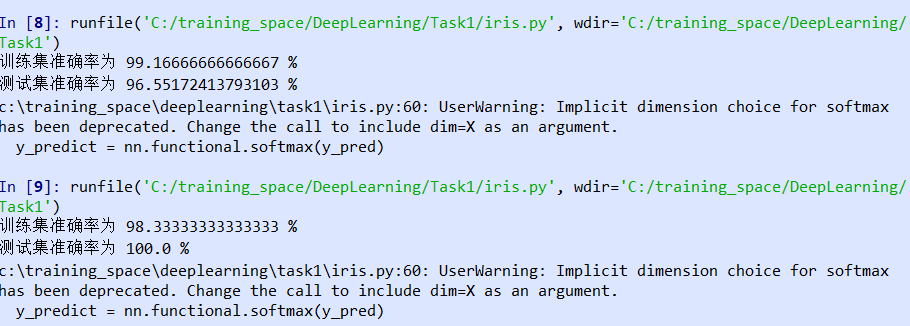 In [8]: runfile('C:/training_space/DeepLearning/Task1/iris.py', wdir='C:/training_space/DeepLearning/
Task1')
训练集准确率为 99.16666666666667 %
测试集准确率为 96.55172413793103 %
c:\training_space\deeplearning\task1\iris.py:60: UserWarning: Implicit dimension choice for softmax
has been deprecated. Change the call to include dim=X as an argument.
  y_predict = nn.functional.softmax(y_pred)
In [9]: runfile('C:/training_space/DeepLearning/Task1/iris.py', wdir='C:/training_space/DeepLearning/
Task1')
训练集准确率为 98.33333333333333 %
测试集准确率为 100.0 %
c:\training_space\deeplearning\task1\iris.py:60: UserWarning: Implicit dimension choice for softmax
has been deprecated. Change the call to include dim=X as an argument.
  y_predict = nn.functional.softmax(y_pred)